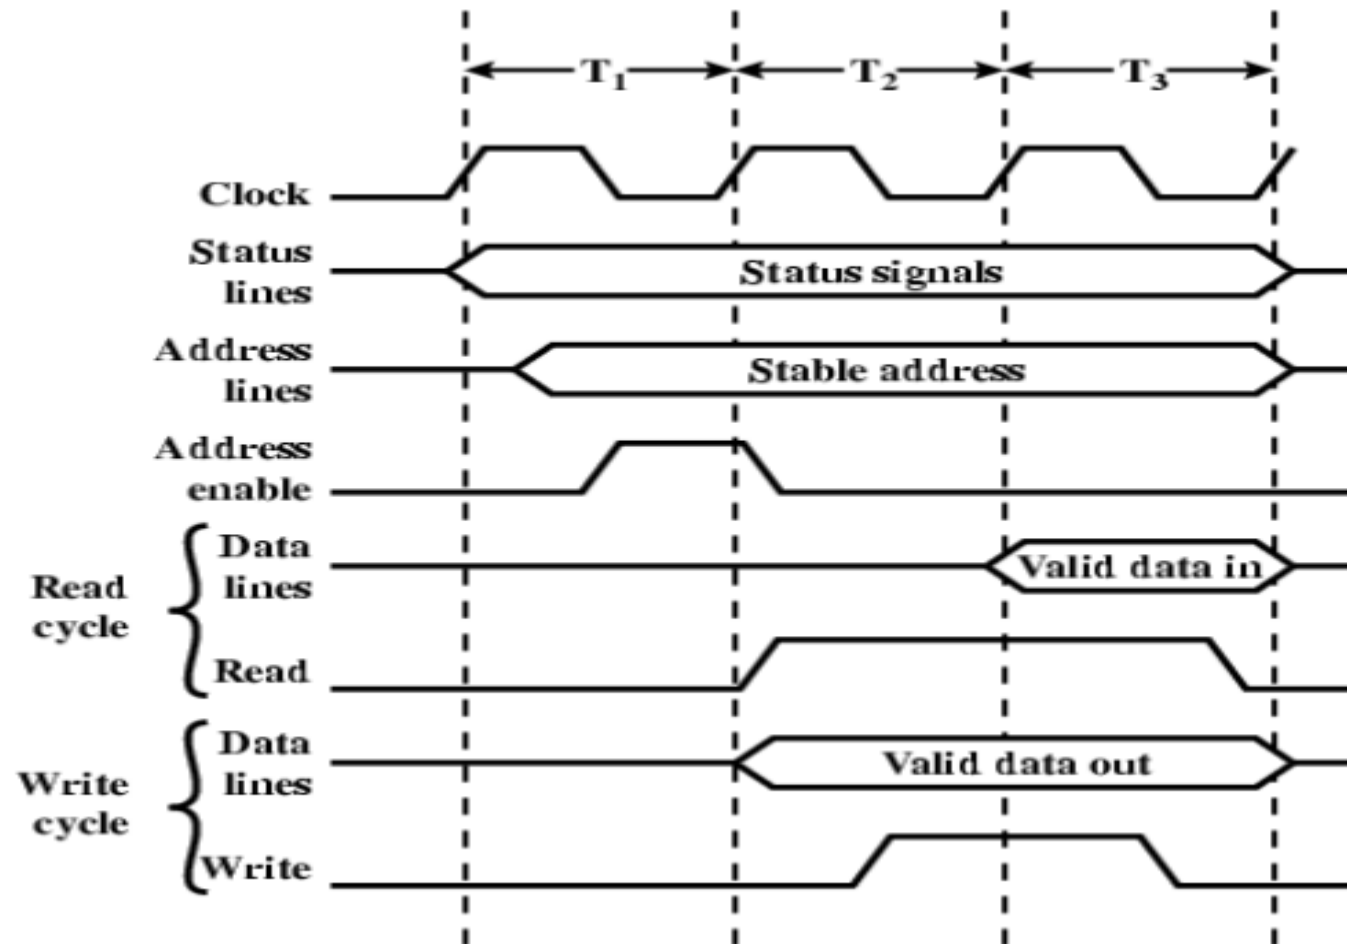 T1 T2 T3
Clock
Status
lines
Status signals
Address
lines
Stable address
Address
enable
Read
cycle
Data
lines
Valid data in
Read
Write
cycle
Data
lines
Valid data out
Write